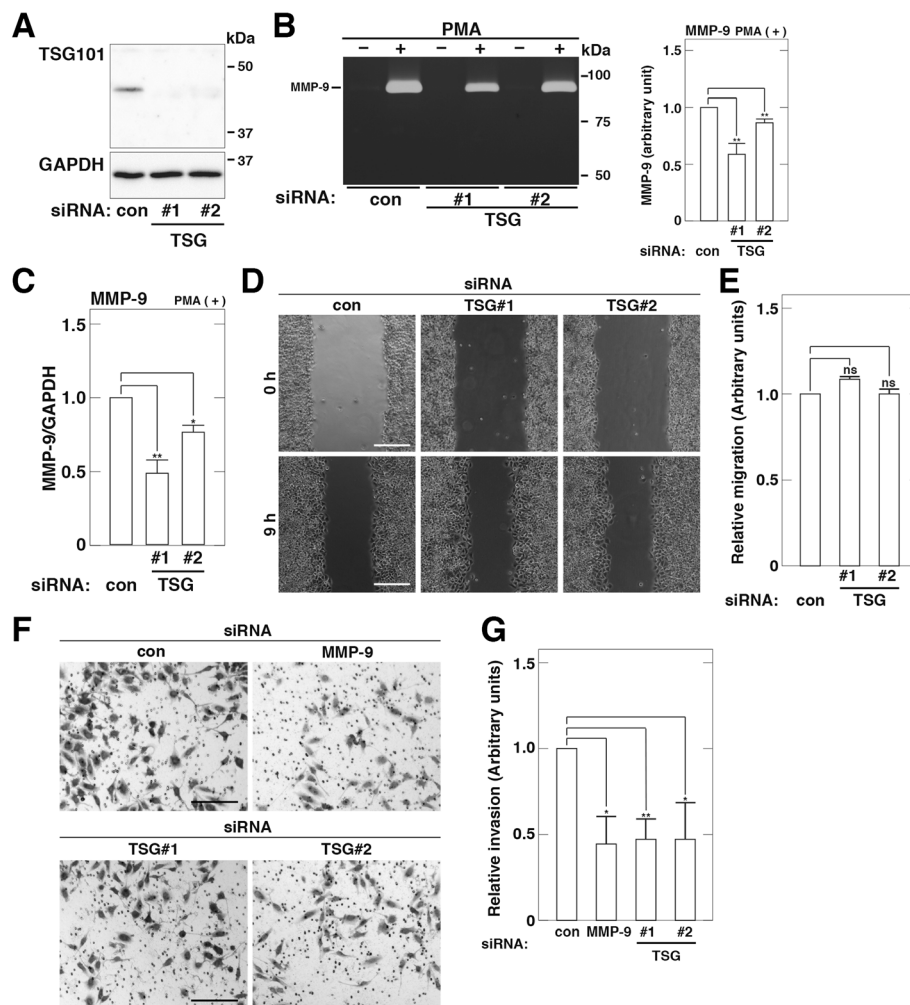 A
TSG101
kDa
50
37
GAPDH
37
siRNA: con #1 #2
TSG
B
PMA
− + − + − + kDa
MMP-9
100
75
50
siRNA: con #1 #2
TSG
MMP-9 PMA ( + )
MMP-9 (arbitrary unit)
1.5
1.0
0.5
0
**
**
#1 #2
siRNA: con TSG
C
MMP-9 PMA ( + )
MMP-9/GAPDH
1.5
1.0
0.5
0
**
*
#1 #2
siRNA: con TSG
D
siRNA
con TSG#1 TSG#2
0 h
9 h
E
Relative migration (Arbitrary units)
1.5
1.0
0.5
0
ns
ns
#1 #2
siRNA: con TSG
F
siRNA
con MMP-9
siRNA
TSG#1 TSG#2
G
Relative invasion (Arbitrary units)
1.5
1.0
0.5
0
*
**
*
con MMP-9 #1 #2
siRNA:
TSG